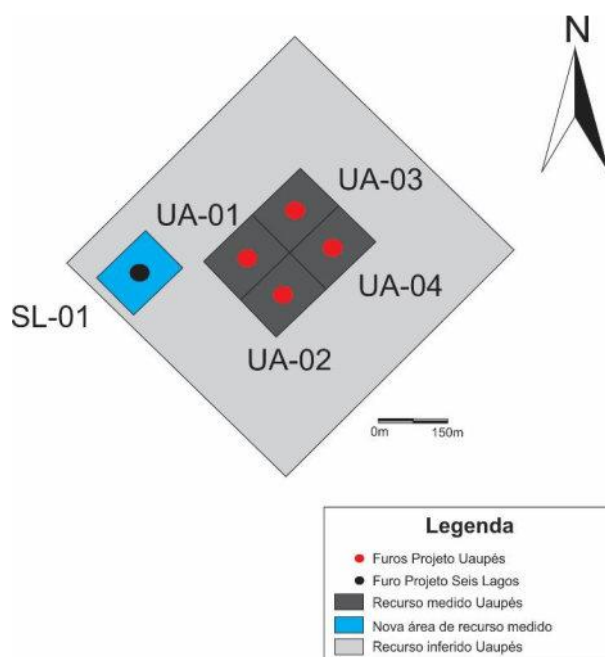 N
UA-03
UA-01
UA-04
SL-01
UA-02
0m 150m
Legenda
Furos Projeto Uaupés
Furo Projeto Seis Lagos
Recurso medido Uaupés
Nova área de recurso medido
Recurso inferido Uaupés